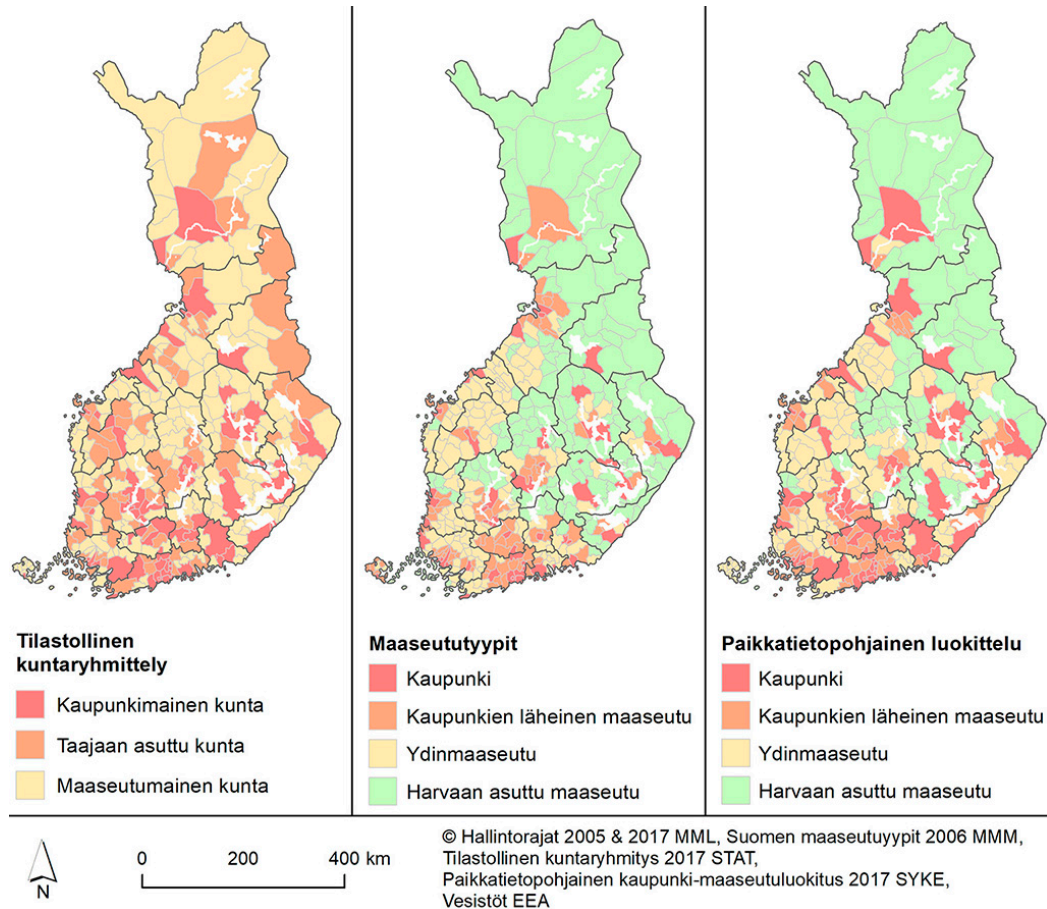 Tilastollinen
kuntaryhmittely
Kaupunkimainen kunta
Taajaan asuttu kunta
Maaseutumainen kunta
Maaseututyypit
Kaupunki
Kaupunkien läheinen maaseutu
Ydinmaaseutu
Harvaan asuttu maaseutu
Paikkatietopohjainen luokittelu
Kaupunki
Kaupunkien läheinen maaseutu
Ydinmaaseutu
Harvaan asuttu maaseutu
N
0 200 400 km
© Hallintorajat 2005 & 2017 MML, Suomen maaseutuyypit 2006 MMM,
Tilastollinen kuntaryhmitys 2017 STAT,
Paikkatietopohjainen kaupunki-maaseutuluokitus 2017 SYKE,
Vesistöt EEA